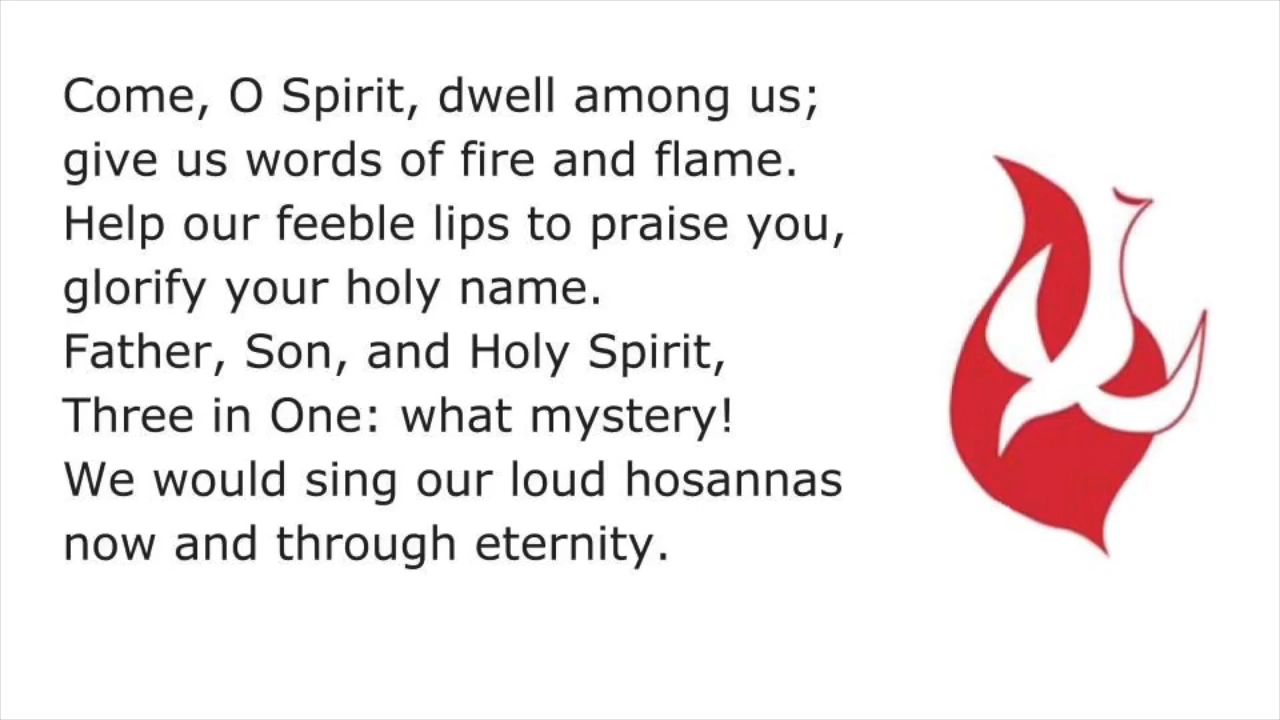 Come, O Spirit, dwell among us;
give us words of fire and flame.
Help our feeble lips to praise you,
glorify your holy name.
Father, Son, and Holy Spirit,
Three in One: what mystery!
We would sing our loud hosannas
now and through eternity.